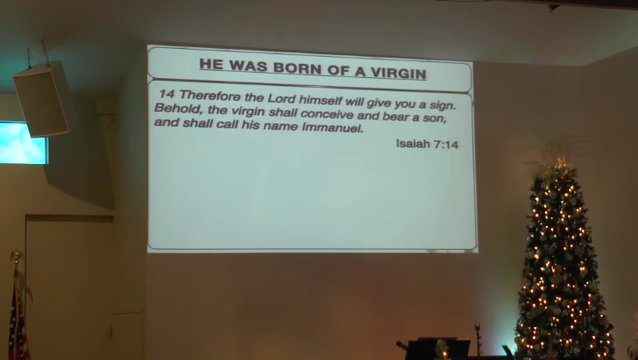 HE WAS BORN OF A VIRGIN
14 Therefore the Lord himself will give you a sign.
Behold, the virgin shall conceive and bear a son,
and shall call his name Immanuel.
Isaiah 7:14